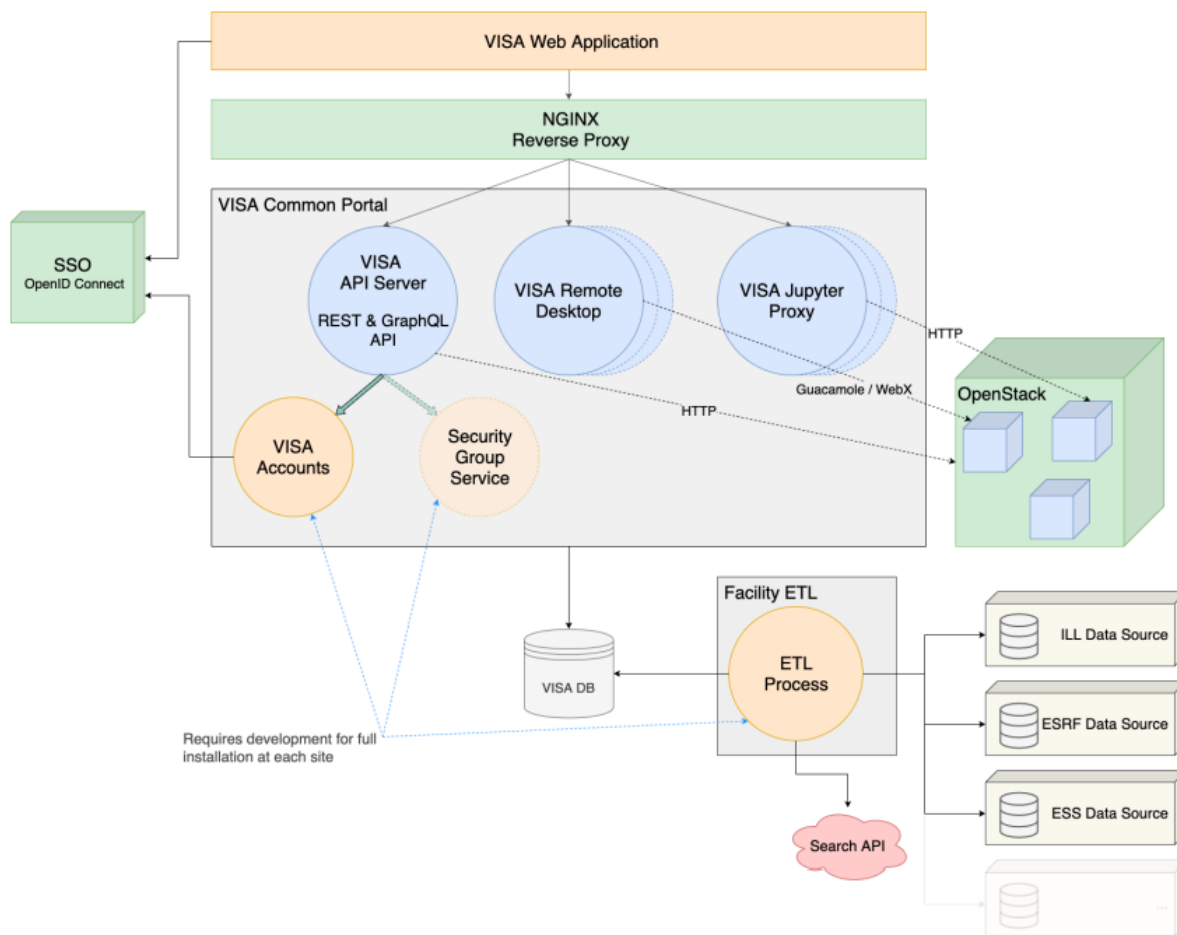 VISA Web Application
NGINX
Reverse Proxy
VISA Common Portal
SSO
OpenID Connect
VISA
API Server
REST & GraphQL
API
VISA Remote
Desktop
VISA Jupyter
Proxy
HTTP
Guacamole / WebX
OpenStack
HTTP
VISA
Accounts
Security
Group
Service
Facility ETL
ILL Data Source
ETL
Process
VISA DB
ESRF Data Source
Requires development for full
installation at each site
ESS Data Source
Search API
...